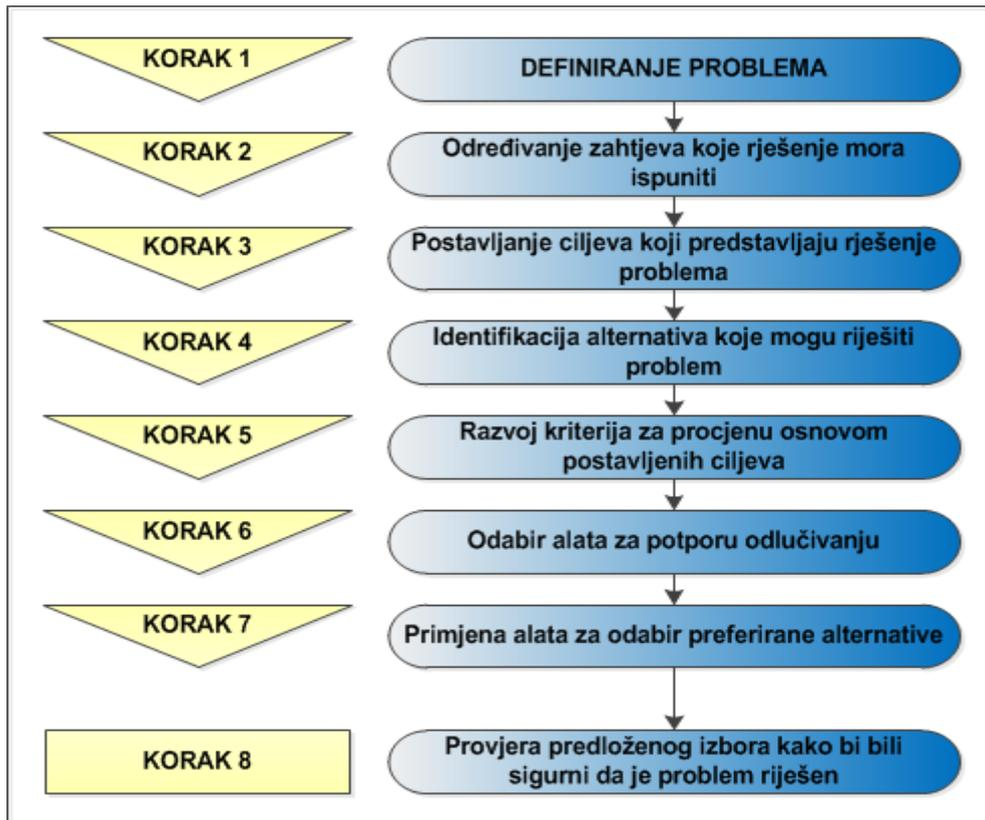 KORAK 1
DEFINIRANJE PROBLEMA
KORAK 2
Određivanje zahtjeva koje rješenje mora
ispuniti
KORAK 3
Postavljanje ciljeva koji predstavljaju rješenje
problema
KORAK 4
Identifikacija alternativa koje mogu riješiti
problem
KORAK 5
Razvoj kriterija za procjenu osnovom
postavljenih ciljeva
KORAK 6
Odabir alata za potporu odlučivanju
KORAK 7
Primjena alata za odabir preferirane alternative
KORAK 8
Provjera predloženog izbora kako bi bili
sigurni da je problem riješen